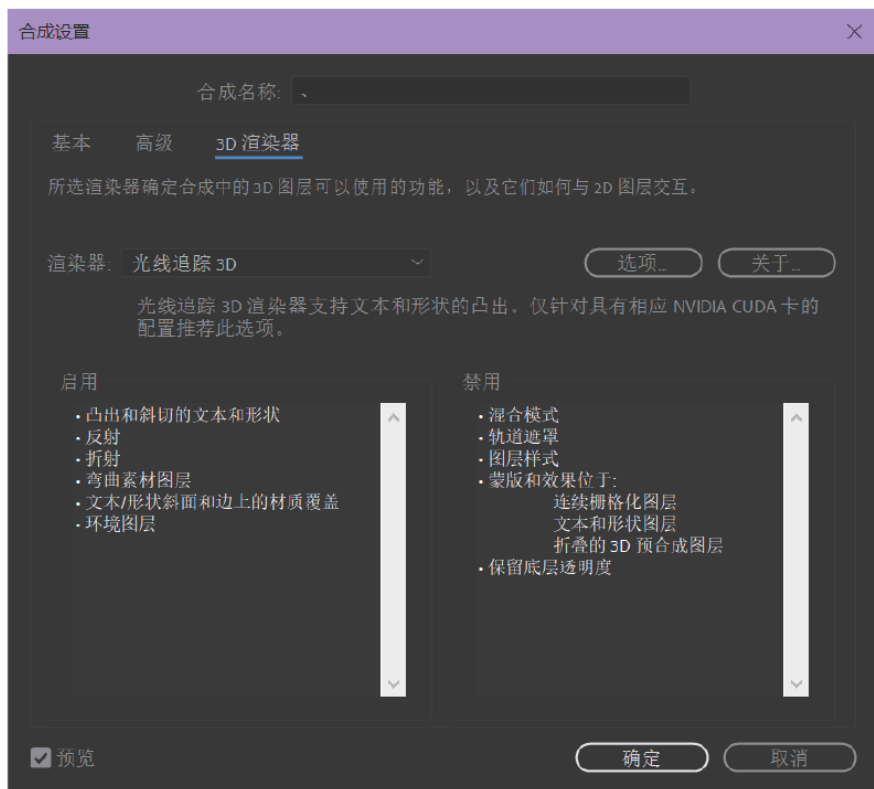 合成设置
合成名称: 、
基本 高级 3D 渲染器
所选渲染器确定合成中的 3D 图层可以使用的功能，以及它们如何与 2D 图层交互。
渲染器: 光线追踪 3D 选项... 关于...
光线追踪 3D 渲染器支持文本和形状的凸出。仅针对具有相应 NVIDIA CUDA 卡的
配置推荐此选项。
启用
• 凸出和斜切的文本和形状
• 反射
• 折射
• 弯曲素材图层
• 文本/形状斜面和边上的材质覆盖
• 环境图层
禁用
• 混合模式
• 轨道遮罩
• 图层样式
• 蒙版和效果位于:
连续栅格化图层
文本和形状图层
折叠的 3D 预合成图层
• 保留底层透明度
预览 确定 取消